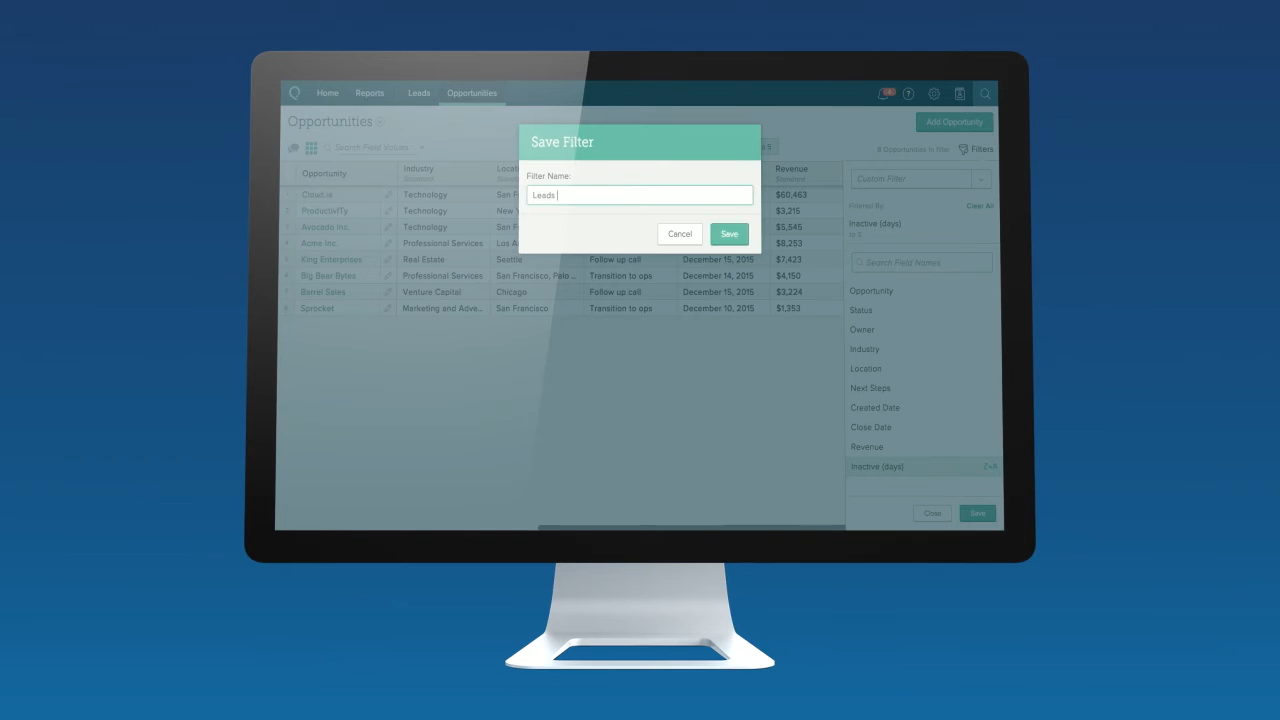 Home Reports Leads Opportunities
Opportunities
Add Opportunity
Search Field Values
8 Opportunities in filter Filters
Save Filter
Filter Name:
Leads
Cancel Save
Opportunity Industry Revenue
Cloud.ie Technology $60,463
ProductivITy Technology $3,215
Avocado Inc. Technology $5,545
Acme Inc. Professional Services $8,253
King Enterprises Real Estate Seattle Follow up call December 15, 2015 $7,423
Big Bear Bytes Professional Services San Francisco, Palo ... Transition to ops December 14, 2015 $4,150
Barrel Sales Venture Capital Chicago Follow up call December 15, 2015 $3,224
Sprocket Marketing and Adve... San Francisco Transition to ops December 10, 2015 $1,353
Custom Filter
Filtered By: Clear All
Inactive (days)
to 5
Search Field Names
Opportunity
Status
Owner
Industry
Location
Next Steps
Created Date
Close Date
Revenue
Inactive (days)
Close Save